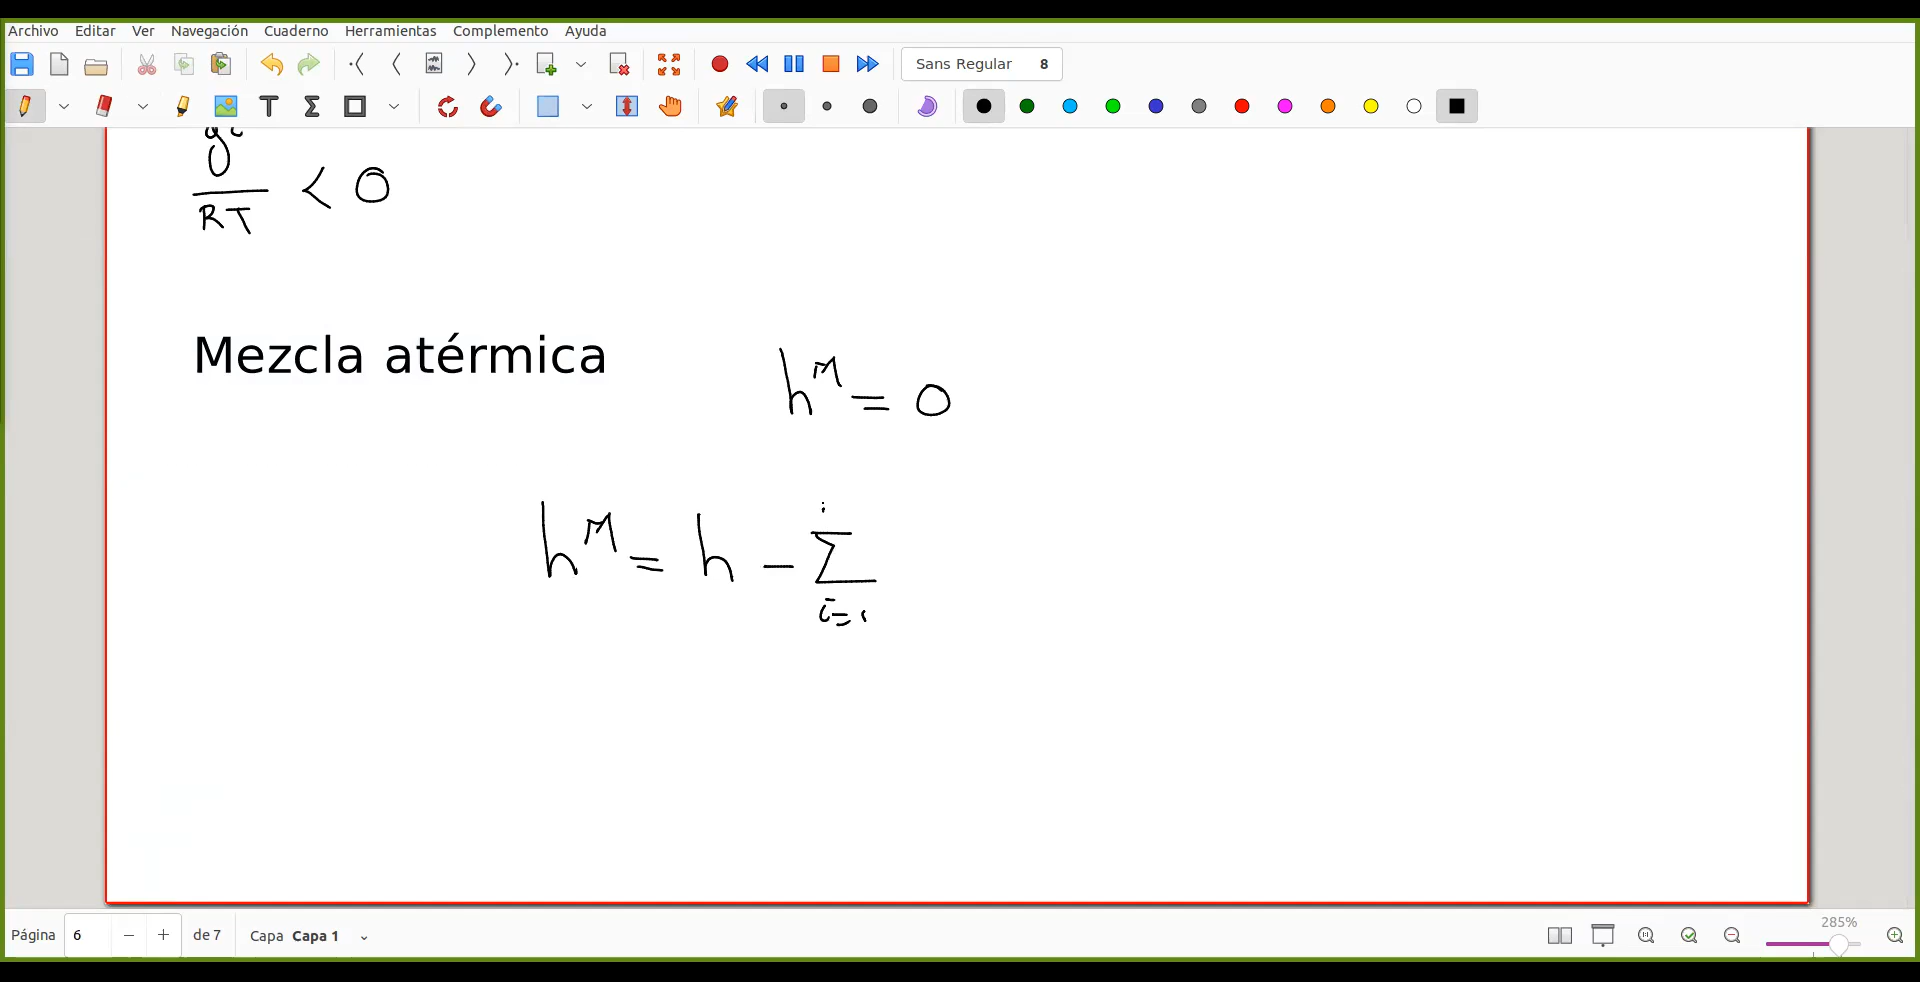 Archivo Editar Ver Navegación Cuaderno Herramientas Complemento Ayuda
Sans Regular 8
RT < 0
Mezcla atérmica
h^M = 0
h^M = h - Σ
i=
Página 6 de 7 Capa Capa 1
285%